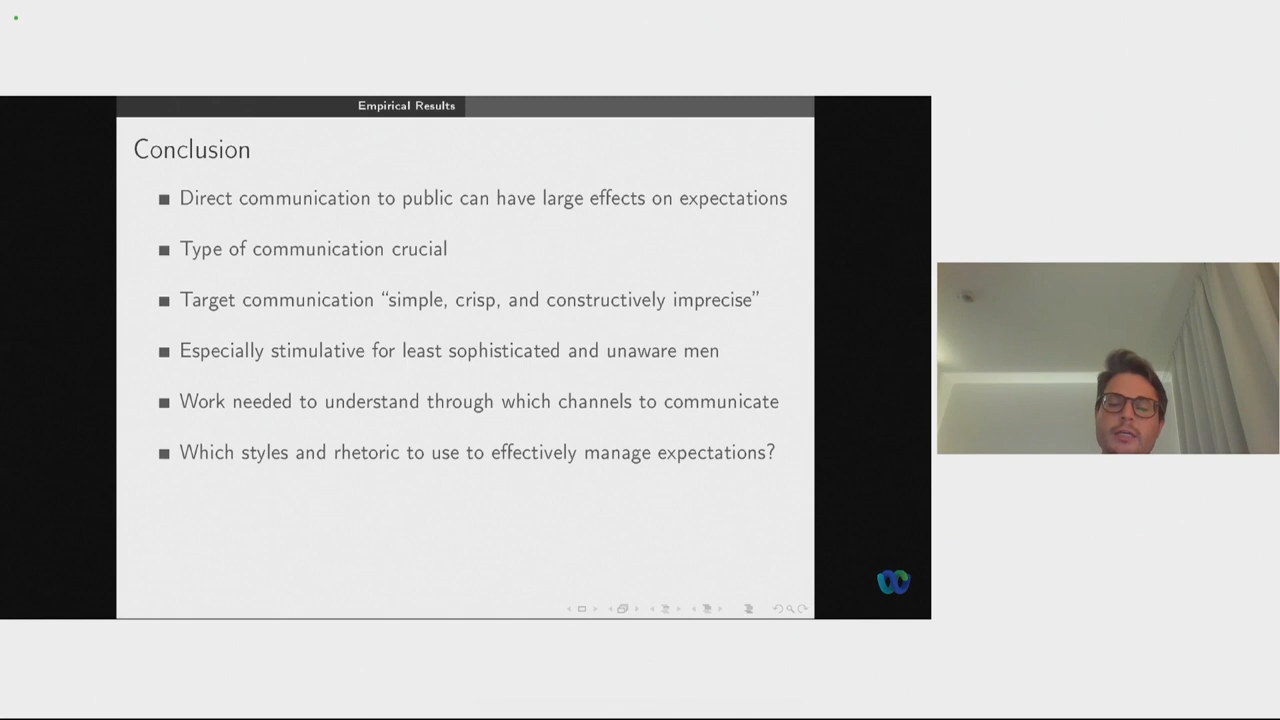 Empirical Results
Conclusion
Direct communication to public can have large effects on expectations
Type of communication crucial
Target communication “simple, crisp, and constructively imprecise”
Especially stimulative for least sophisticated and unaware men
Work needed to understand through which channels to communicate
Which styles and rhetoric to use to effectively manage expectations?